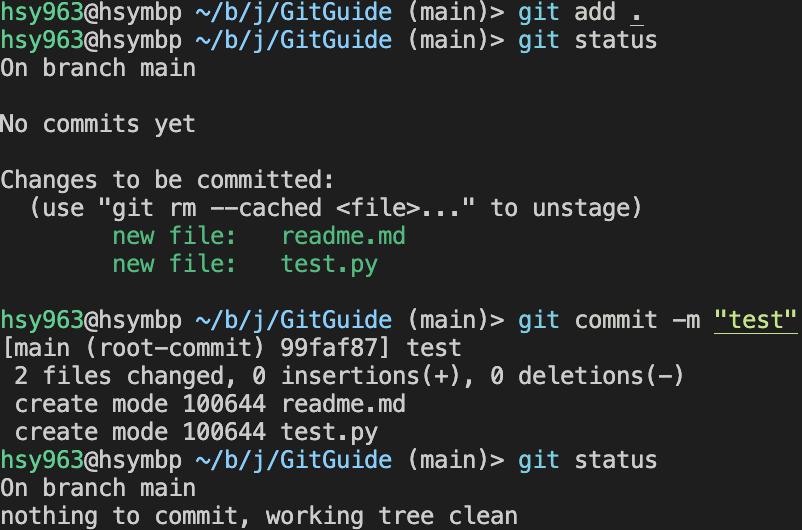 hsy963@hsymbp ~/b/j/GitGuide (main)> git add .
hsy963@hsymbp ~/b/j/GitGuide (main)> git status
On branch main
No commits yet
Changes to be committed:
  (use "git rm --cached <file>..." to unstage)
        new file:   readme.md
        new file:   test.py
hsy963@hsymbp ~/b/j/GitGuide (main)> git commit -m "test"
[main (root-commit) 99faf87] test
 2 files changed, 0 insertions(+), 0 deletions(-)
 create mode 100644 readme.md
 create mode 100644 test.py
hsy963@hsymbp ~/b/j/GitGuide (main)> git status
On branch main
nothing to commit, working tree clean